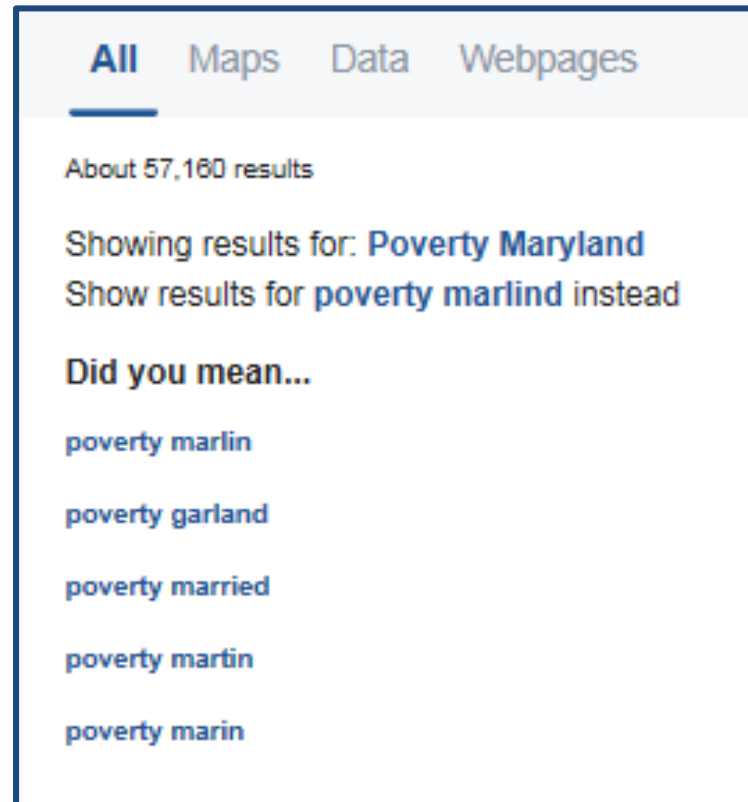 All Maps Data Webpages
About 57,160 results
Showing results for: Poverty Maryland
Show results for poverty marlind instead
Did you mean...
poverty marlin
poverty garland
poverty married
poverty martin
poverty marin